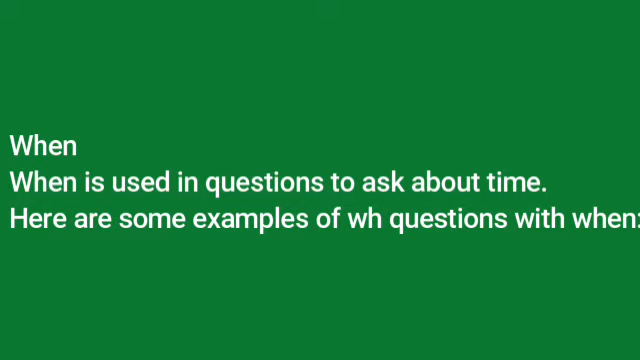 When
When is used in questions to ask about time.
Here are some examples of wh questions with when: